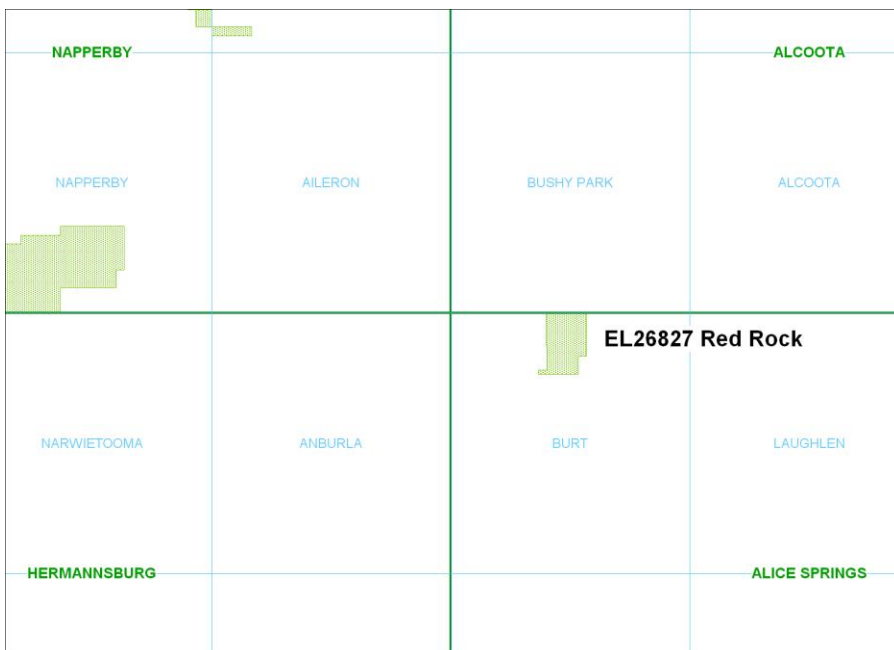 NAPPERBY
ALCOOTA
NAPPERBY
AILERON
BUSHY PARK
ALCOOTA
EL26827 Red Rock
NARWIETOOMA
ANBURLA
BURT
LAUGHLEN
HERMANNSBURG
ALICE SPRINGS